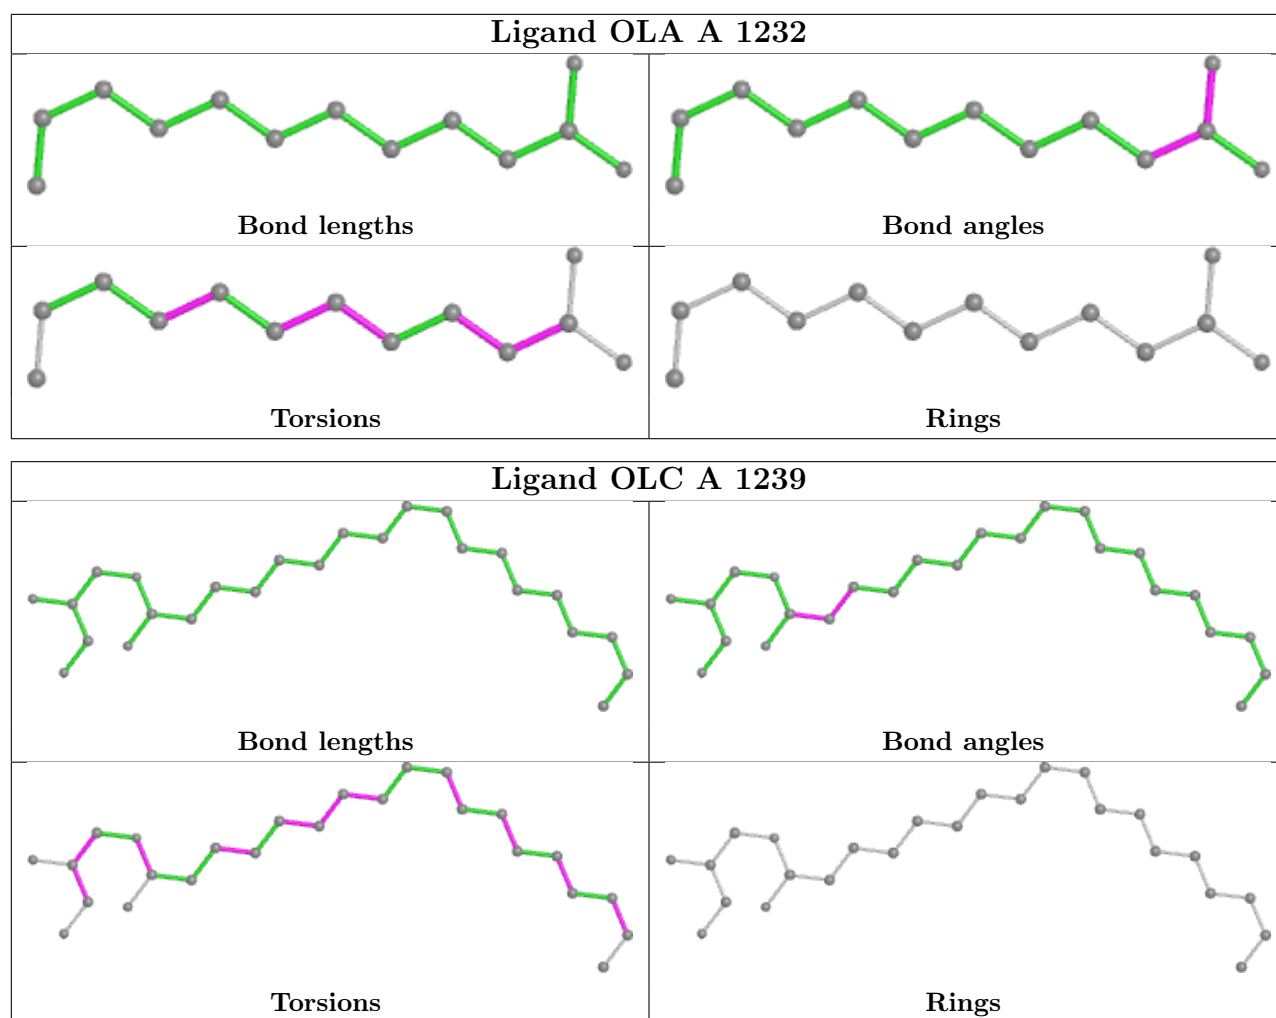 Ligand OLA A 1232
Bond lengths
Bond angles
Torsions
Rings
Ligand OLC A 1239
Bond lengths
Bond angles
Torsions
Rings